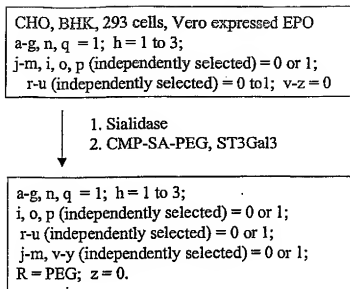 CHO, BHK, 293 cells, Vero expressed EPO
a-g, n, q = 1; h = 1 to 3;
j-m, i, o, p (independently selected) = 0 or 1;
r-u (independently selected) = 0 to1; v-z = 0
1. Sialidase
2. CMP-SA-PEG, ST3Gal3
a-g, n, q = 1; h = 1 to 3;
i, o, p (independently selected) = 0 or 1;
r-u (independently selected) = 0 or 1;
j-m, v-y (independently selected) = 0 or 1;
R = PEG; z = 0.